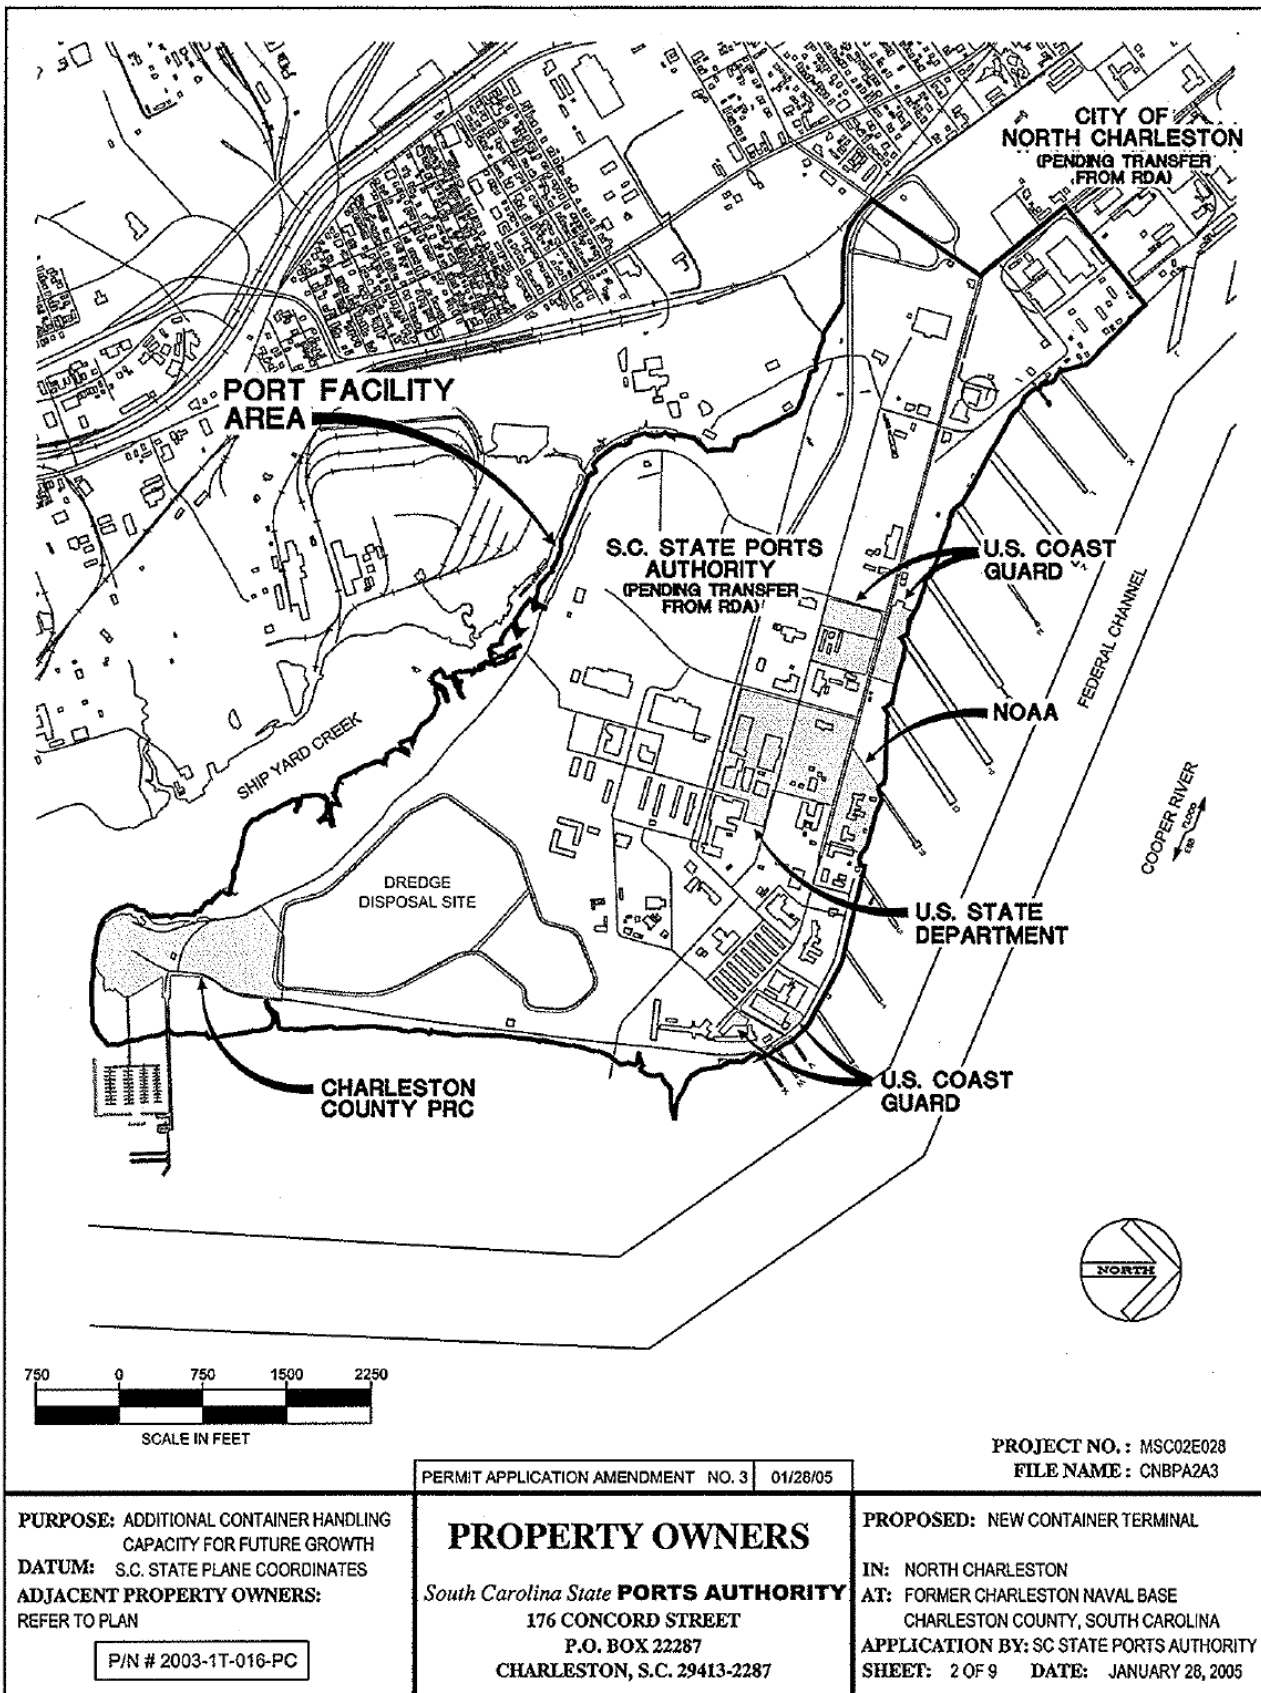 CITY OF
NORTH CHARLESTON
(PENDING TRANSFER
FROM RDA)
PORT FACILITY
AREA
S.C. STATE PORTS
AUTHORITY
(PENDING TRANSFER
FROM RDA)
U.S. COAST
GUARD
FEDERAL CHANNEL
NOAA
SHIP YARD CREEK
COOPER RIVER
FLOOD
EBB
DREDGE
DISPOSAL SITE
U.S. STATE
DEPARTMENT
CHARLESTON
COUNTY PRC
U.S. COAST
GUARD
NORTH
750 0 750 1500 2250
SCALE IN FEET
PROJECT NO. : MSC02E028
FILE NAME : CNBPA2A3
PERMIT APPLICATION AMENDMENT NO. 3 01/28/05
PURPOSE: ADDITIONAL CONTAINER HANDLING
CAPACITY FOR FUTURE GROWTH
DATUM: S.C. STATE PLANE COORDINATES
ADJACENT PROPERTY OWNERS:
REFER TO PLAN
P/N # 2003-1T-016-PC
PROPERTY OWNERS
South Carolina State PORTS AUTHORITY
176 CONCORD STREET
P.O. BOX 22287
CHARLESTON, S.C. 29413-2287
PROPOSED: NEW CONTAINER TERMINAL
IN: NORTH CHARLESTON
AT: FORMER CHARLESTON NAVAL BASE
CHARLESTON COUNTY, SOUTH CAROLINA
APPLICATION BY: SC STATE PORTS AUTHORITY
SHEET: 2 OF 9 DATE: JANUARY 28, 2005